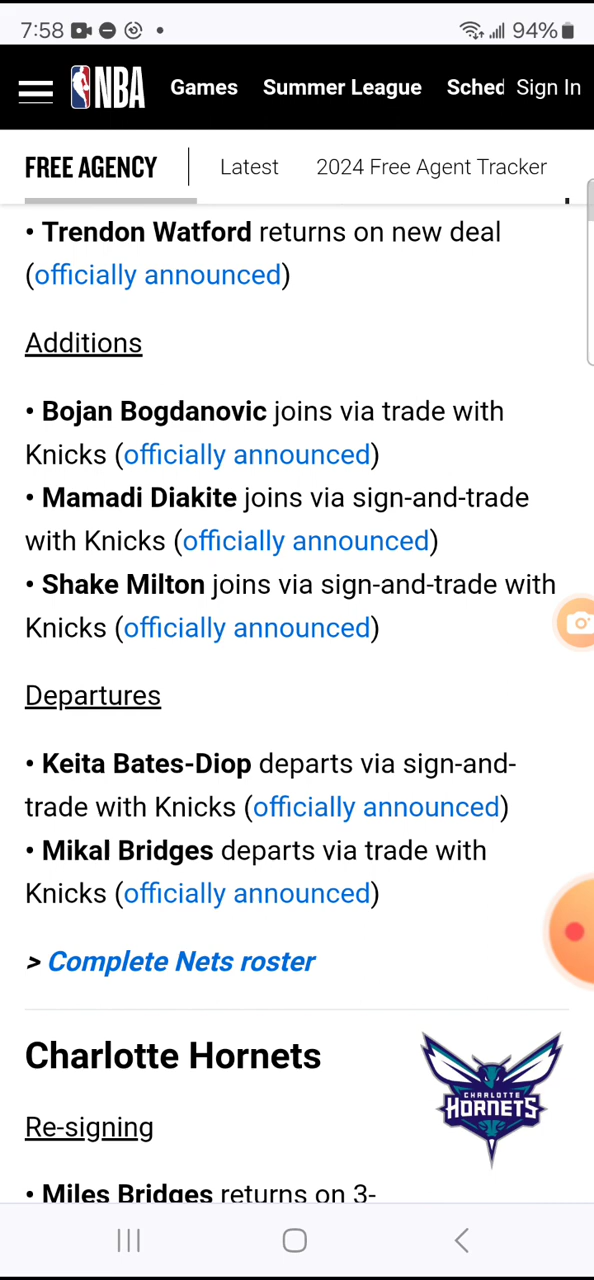 7:58
94%
NBA Games Summer League Sched Sign In
FREE AGENCY Latest 2024 Free Agent Tracker
• Trendon Watford returns on new deal
(officially announced)
Additions
• Bojan Bogdanovic joins via trade with
Knicks (officially announced)
• Mamadi Diakite joins via sign-and-trade
with Knicks (officially announced)
• Shake Milton joins via sign-and-trade with
Knicks (officially announced)
Departures
• Keita Bates-Diop departs via sign-and-
trade with Knicks (officially announced)
• Mikal Bridges departs via trade with
Knicks (officially announced)
> Complete Nets roster
Charlotte Hornets
CHARLOTTE
HORNETS
Re-signing
• Miles Bridges returns on 3-